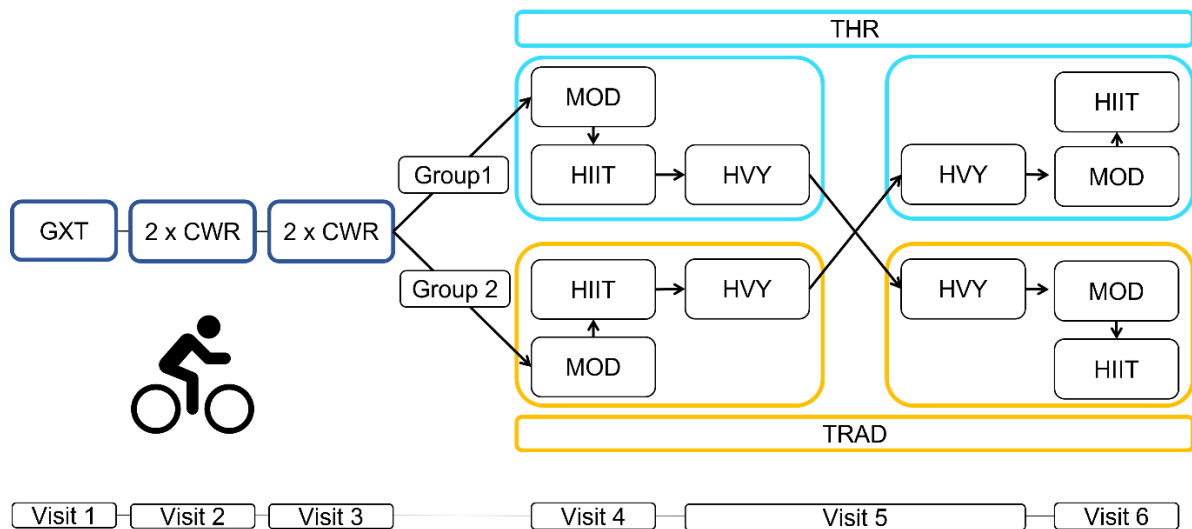 THR
MOD
HIIT
HIIT
HVY
HVY
MOD
Group1
GXT
2 x CWR
2 x CWR
Group 2
HIIT
HVY
HVY
MOD
MOD
HIIT
TRAD
Visit 1
Visit 2
Visit 3
Visit 4
Visit 5
Visit 6